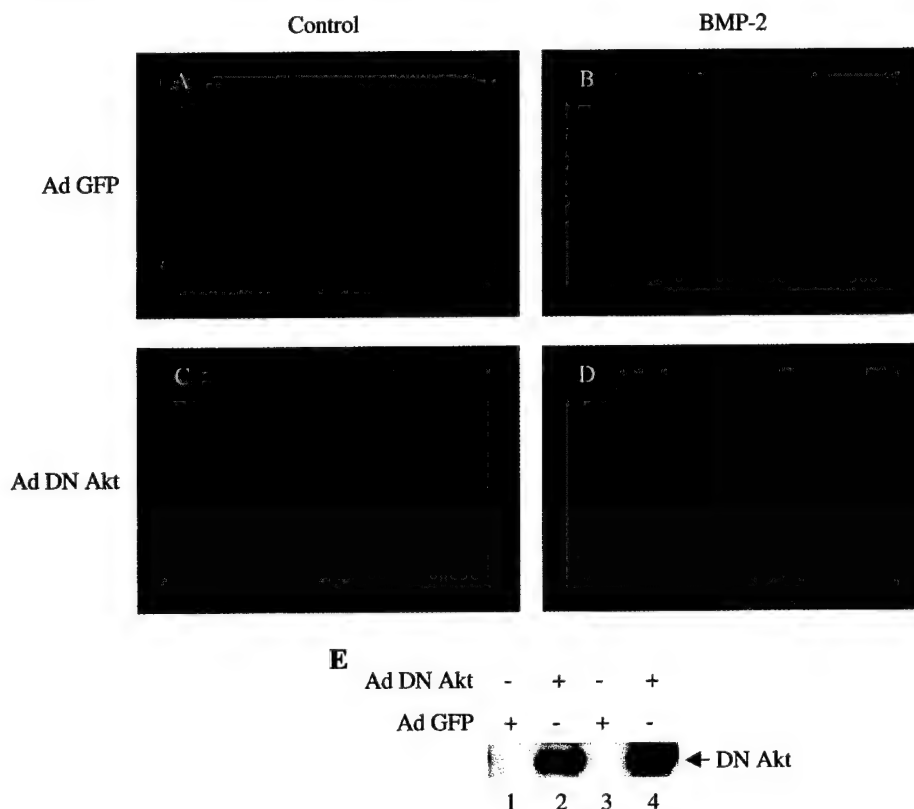 Control BMP-2
A B
Ad GFP
C D
Ad DN Akt
E
Ad DN Akt - + - +
Ad GFP + - + -
DN Akt
1 2 3 4